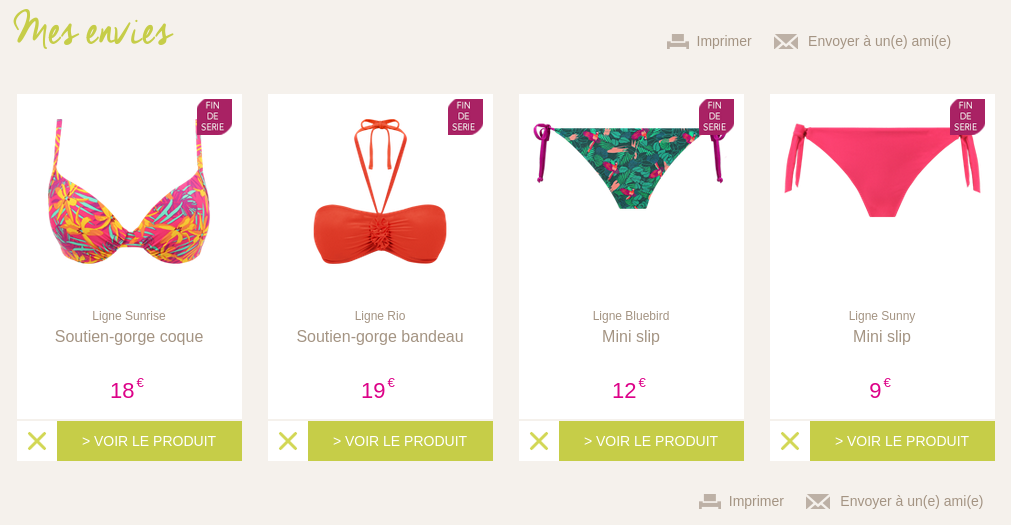 Mes envies
Imprimer
Envoyer à un(e) ami(e)
FIN
DE
SERIE
FIN
DE
SERIE
FIN
DE
SERIE
FIN
DE
SERIE
Ligne Sunrise
Soutien-gorge coque
18 €
> VOIR LE PRODUIT
Ligne Rio
Soutien-gorge bandeau
19 €
> VOIR LE PRODUIT
Ligne Bluebird
Mini slip
12 €
> VOIR LE PRODUIT
Ligne Sunny
Mini slip
9 €
> VOIR LE PRODUIT
Imprimer
Envoyer à un(e) ami(e)